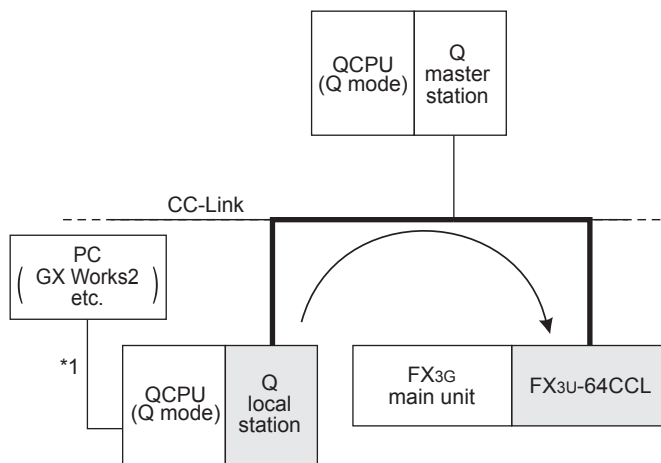 QCPU
(Q mode)
Q
master
station
CC-Link
PC
( GX Works2 )
etc.
*1
QCPU
(Q mode)
Q
local
station
FX3G
main unit
FX3U-64CCL